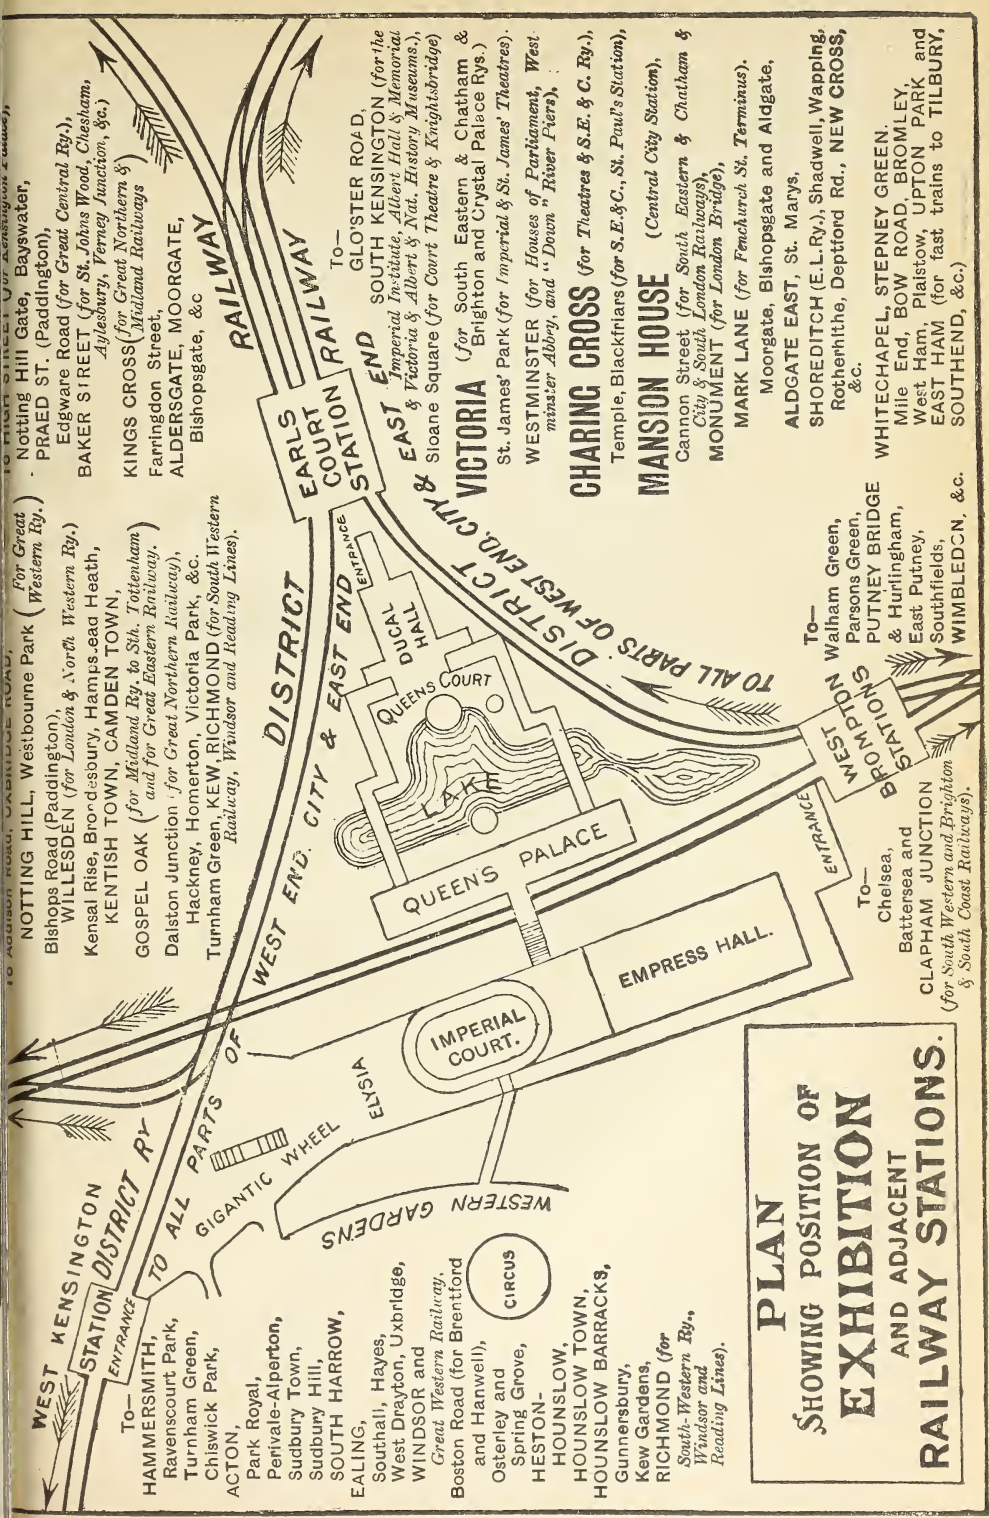 NOTTING HILL, Westbourne Park ( For Great
Western Ry. )
Bishops Road (Paddington),
WILLESDEN (for London & North Western Ry.)
Kensal Rise, Brondesbury, Hampstead Heath,
KENTISH TOWN, CAMDEN TOWN,
GOSPEL OAK (for Midland Ry. to Sth. Tottenham
and for Great Eastern Railway.)
Dalston Junction (for Great Northern Railway),
Hackney, Homerton, Victoria Park, &c.
Turnham Green, KEW, RICHMOND (for South Western
Railway, Windsor and Reading Lines).
Notting Hill Gate, Bayswater,
PRAED ST. (Paddington),
Edgware Road (for Great Central Ry.),
BAKER STREET (for St. Johns Wood, Chesham,
Aylesbury, Verney Junction, &c.)
KINGS CROSS (for Great Northern &
Midland Railways)
Farringdon Street,
ALDERSGATE, MOORGATE,
Bishopsgate, &c
RAILWAY
RAILWAY
EARLS
COURT
STATION
To—
GLO'STER ROAD,
SOUTH KENSINGTON (for the
Imperial Institute, Albert Hall & Memorial
& Victoria & Albert & Nat. History Museums.),
Sloane Square (for Court Theatre & Knightsbridge)
VICTORIA (for South Eastern & Chatham &
Brighton and Crystal Palace Rys.)
St. James' Park (for Imperial & St. James' Theatres).
WESTMINSTER (for Houses of Parliament, West-
minster Abbry, and "Down" River Piers),
CHARING CROSS (for Theatres & S.E. & C. Ry.),
Temple, Blackfriars (for S.E. & C., St. Paul's Station),
MANSION HOUSE (Central City Station),
Cannon Street (for South Eastern & Chatham &
City & South London Railways),
MONUMENT (for London Bridge),
MARK LANE (for Fenchurch St. Terminus).
Moorgate, Bishopsgate and Aldgate,
ALDGATE EAST, St. Marys,
SHOREDITCH (E.L.Ry.), Shadwell, Wapping,
Rotherhithe, Deptford Rd., NEW CROSS,
&c.
WHITECHAPEL, STEPNEY GREEN.
Mile End, BOW ROAD, BROMLEY,
West Ham, Plaistow, UPTON PARK and
EAST HAM (for fast trains to TILBURY,
SOUTHEND, &c.)
DISTRICT
WEST END. CITY & EAST END
ENTRANCE
DUCAL
HALL
QUEENS COURT
LAKE
QUEEN'S PALACE
DISTRICT
TO ALL PARTS OF WEST END, CITY & EAST END
WEST
BROMPTON
STATIONS
ENTRANCE
To—
Walham Green,
Parsons Green,
PUTNEY BRIDGE
& Hurlingham,
East Putney,
Southfields,
WIMBLEDON, &c.
To—
Chelsea,
Battersea and
CLAPHAM JUNCTION
(for South Western and Brighton
& South Coast Railways).
EMPRESS HALL.
IMPERIAL
COURT.
ELYSIA
GIGANTIC WHEEL
WESTERN GARDENS
CIRCUS
TO ALL PARTS OF
WEST KENSINGTON
STATION
DISTRICT RY
ENTRANCE
To—
HAMMERSMITH,
Ravenscourt Park,
Turnham Green,
Chiswick Park,
ACTON,
Park Royal,
Perivale-Alperton,
Sudbury Town,
Sudbury Hill,
SOUTH HARROW,
EALING,
Southall, Hayes,
West Drayton, Uxbridge,
WINDSOR and
Great Western Railway,
Boston Road (for Brentford
and Hanwell),
Osterley and
Spring Grove,
HESTON-
HOUNSLOW,
HOUNSLOW TOWN,
HOUNSLOW BARRACKS,
Gunnersbury,
Kew Gardens,
RICHMOND (for
South-Western Ry.,
Windsor and
Reading Lines).
PLAN
SHOWING POSITION OF
EXHIBITION
AND ADJACENT
RAILWAY STATIONS.